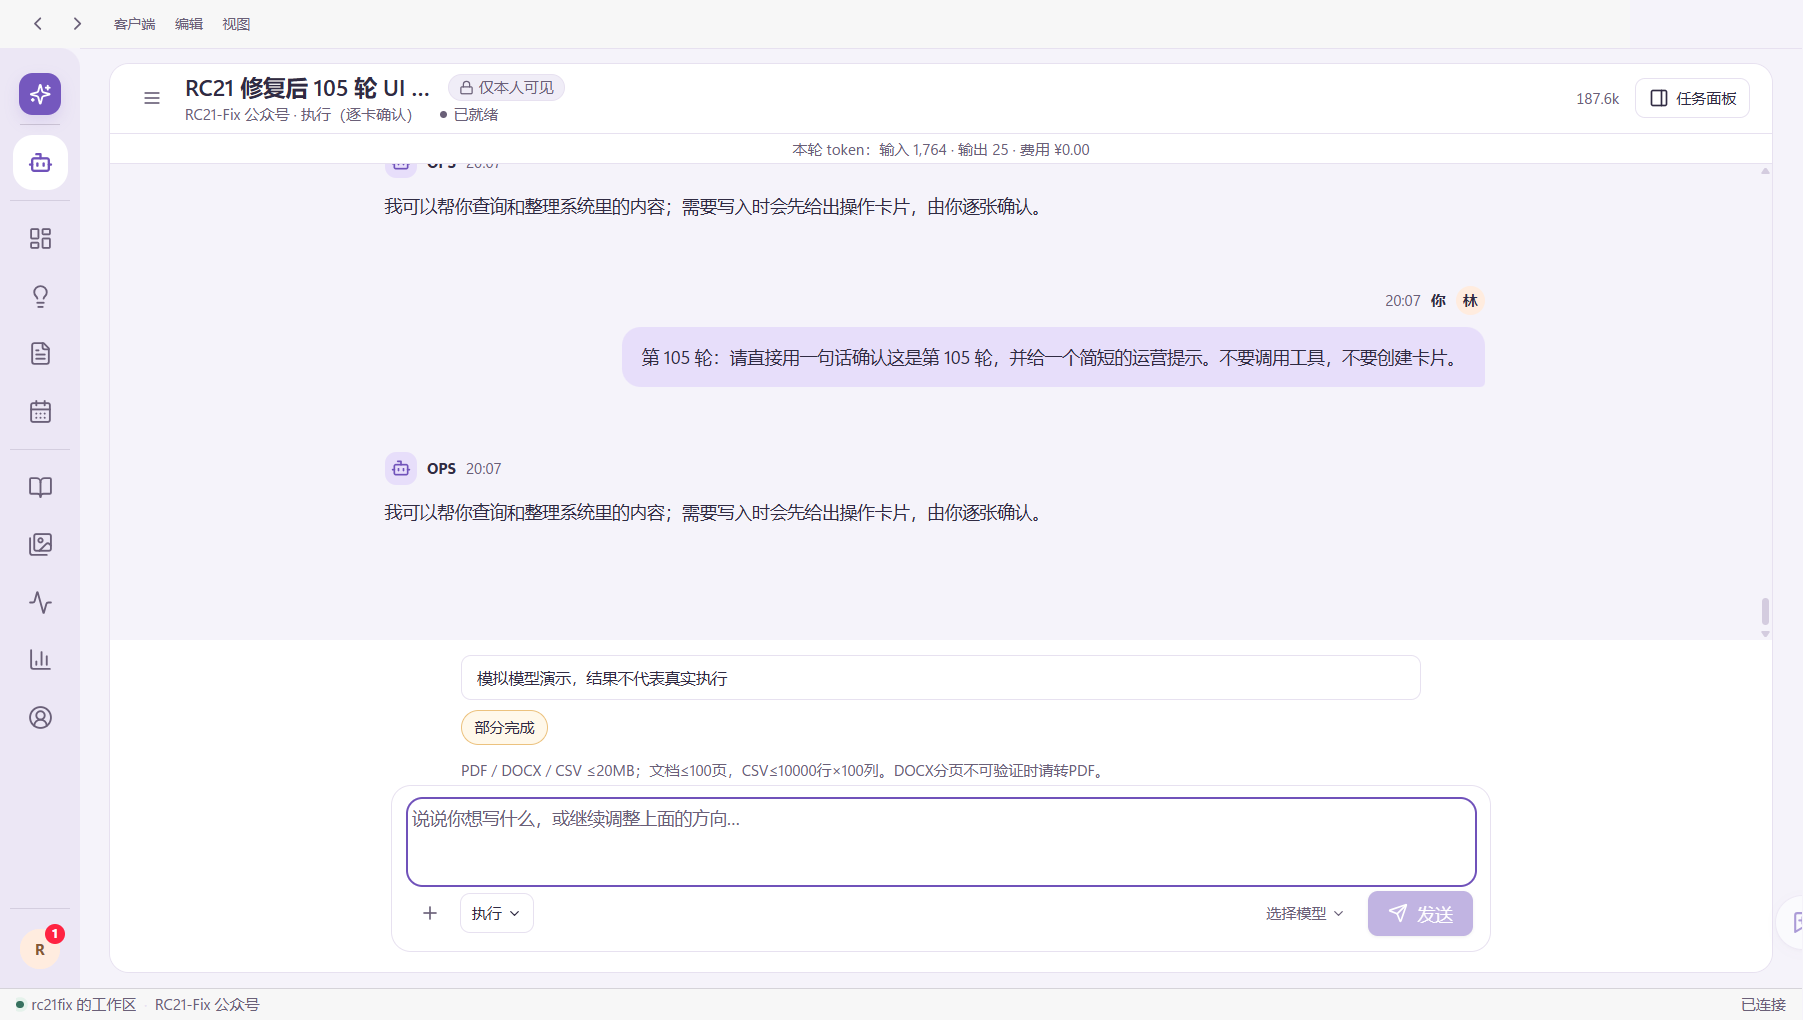 客户端 编辑 视图
RC21 修复后 105 轮 UI ... 仅本人可见
RC21-Fix 公众号 · 执行（逐卡确认） 已就绪
187.6k 任务面板
本轮 token：输入 1,764 · 输出 25 · 费用 ¥0.00
OPS 20:07
我可以帮你查询和整理系统里的内容；需要写入时会先给出操作卡片，由你逐张确认。
20:07 你 林
第 105 轮：请直接用一句话确认这是第 105 轮，并给一个简短的运营提示。不要调用工具，不要创建卡片。
OPS 20:07
我可以帮你查询和整理系统里的内容；需要写入时会先给出操作卡片，由你逐张确认。
模拟模型演示，结果不代表真实执行
部分完成
PDF / DOCX / CSV ≤20MB；文档≤100页，CSV≤10000行×100列。DOCX分页不可验证时请转PDF。
说说你想写什么，或继续调整上面的方向...
执行 选择模型 发送
R 1
rc21fix 的工作区 · RC21-Fix 公众号 已连接